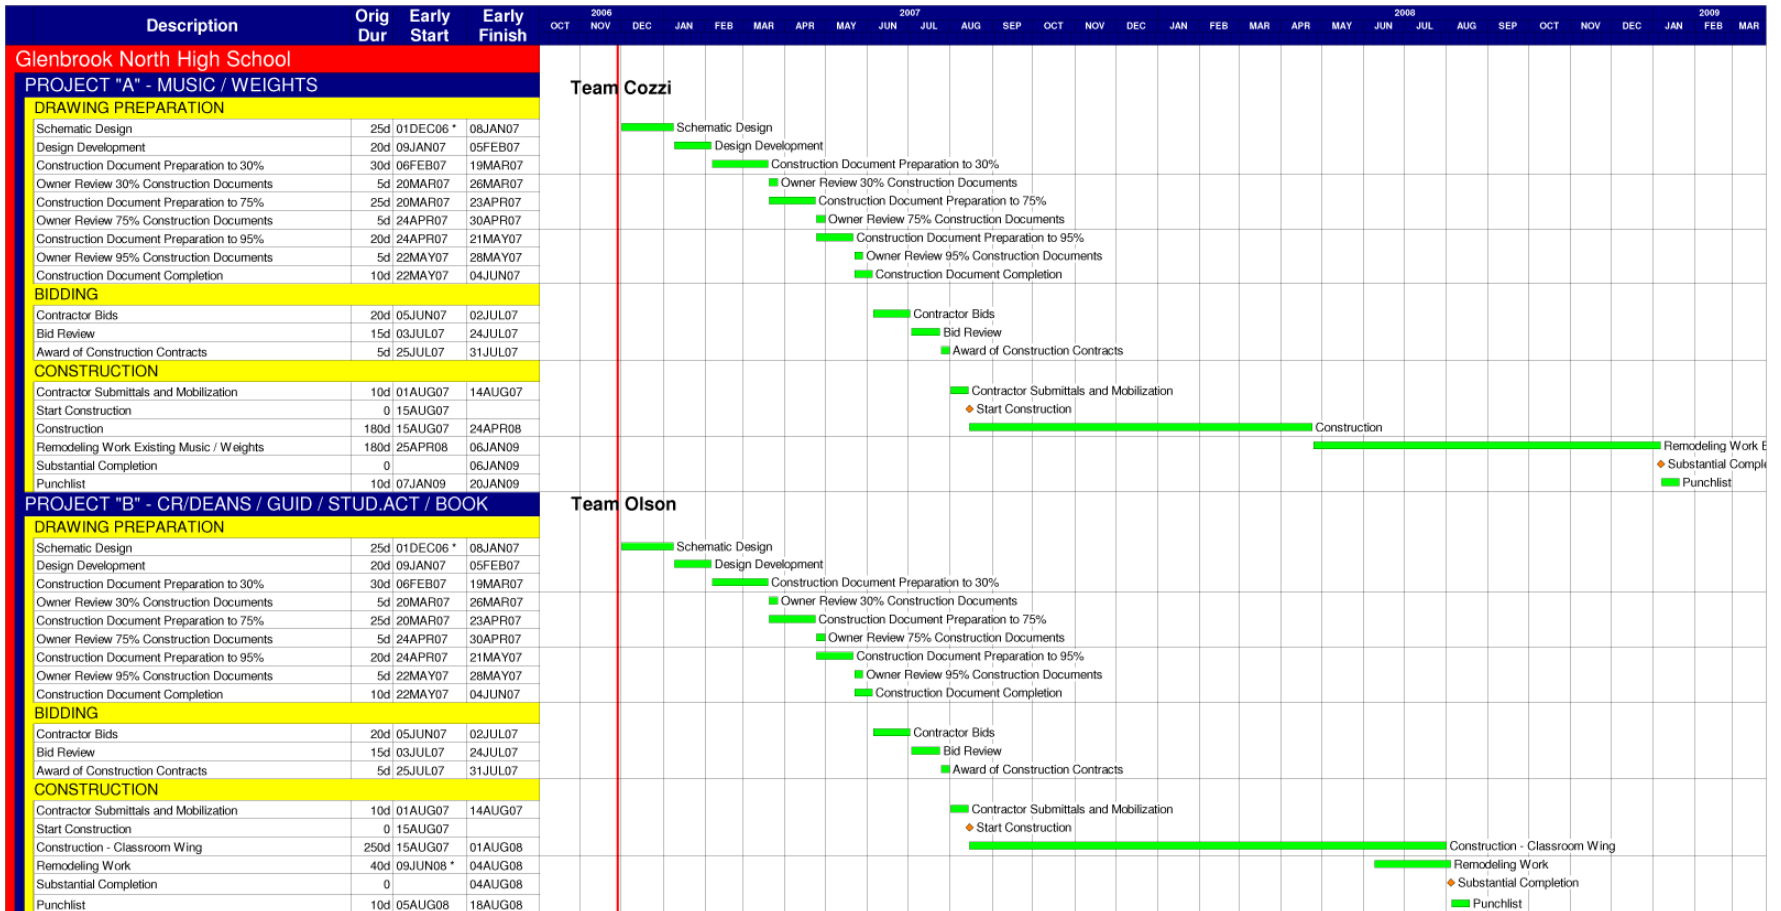 Description Orig Dur Early Start Early Finish
2006 2007 2008 2009
OCT NOV DEC JAN FEB MAR APR MAY JUN JUL AUG SEP OCT NOV DEC JAN FEB MAR APR MAY JUN JUL AUG SEP OCT NOV DEC JAN FEB MAR
Glenbrook North High School
PROJECT "A" - MUSIC / WEIGHTS Team Cozzi
DRAWING PREPARATION
Schematic Design 25d 01DEC06 * 08JAN07 Schematic Design
Design Development 20d 09JAN07 05FEB07 Design Development
Construction Document Preparation to 30% 30d 06FEB07 19MAR07 Construction Document Preparation to 30%
Owner Review 30% Construction Documents 5d 20MAR07 26MAR07 Owner Review 30% Construction Documents
Construction Document Preparation to 75% 25d 20MAR07 23APR07 Construction Document Preparation to 75%
Owner Review 75% Construction Documents 5d 24APR07 30APR07 Owner Review 75% Construction Documents
Construction Document Preparation to 95% 20d 24APR07 21MAY07 Construction Document Preparation to 95%
Owner Review 95% Construction Documents 5d 22MAY07 28MAY07 Owner Review 95% Construction Documents
Construction Document Completion 10d 22MAY07 04JUN07 Construction Document Completion
BIDDING
Contractor Bids 20d 05JUN07 02JUL07 Contractor Bids
Bid Review 15d 03JUL07 24JUL07 Bid Review
Award of Construction Contracts 5d 25JUL07 31JUL07 Award of Construction Contracts
CONSTRUCTION
Contractor Submittals and Mobilization 10d 01AUG07 14AUG07 Contractor Submittals and Mobilization
Start Construction 0 15AUG07 Start Construction
Construction 180d 15AUG07 24APR08 Construction
Remodeling Work Existing Music / Weights 180d 25APR08 06JAN09 Remodeling Work E
Substantial Completion 0 06JAN09 Substantial Comple
Punchlist 10d 07JAN09 20JAN09 Punchlist
PROJECT "B" - CR/DEANS / GUID / STUD.ACT / BOOK Team Olson
DRAWING PREPARATION
Schematic Design 25d 01DEC06 * 08JAN07 Schematic Design
Design Development 20d 09JAN07 05FEB07 Design Development
Construction Document Preparation to 30% 30d 06FEB07 19MAR07 Construction Document Preparation to 30%
Owner Review 30% Construction Documents 5d 20MAR07 26MAR07 Owner Review 30% Construction Documents
Construction Document Preparation to 75% 25d 20MAR07 23APR07 Construction Document Preparation to 75%
Owner Review 75% Construction Documents 5d 24APR07 30APR07 Owner Review 75% Construction Documents
Construction Document Preparation to 95% 20d 24APR07 21MAY07 Construction Document Preparation to 95%
Owner Review 95% Construction Documents 5d 22MAY07 28MAY07 Owner Review 95% Construction Documents
Construction Document Completion 10d 22MAY07 04JUN07 Construction Document Completion
BIDDING
Contractor Bids 20d 05JUN07 02JUL07 Contractor Bids
Bid Review 15d 03JUL07 24JUL07 Bid Review
Award of Construction Contracts 5d 25JUL07 31JUL07 Award of Construction Contracts
CONSTRUCTION
Contractor Submittals and Mobilization 10d 01AUG07 14AUG07 Contractor Submittals and Mobilization
Start Construction 0 15AUG07 Start Construction
Construction - Classroom Wing 250d 15AUG07 01AUG08 Construction - Classroom Wing
Remodeling Work 40d 09JUN08 * 04AUG08 Remodeling Work
Substantial Completion 0 04AUG08 Substantial Completion
Punchlist 10d 05AUG08 18AUG08 Punchlist